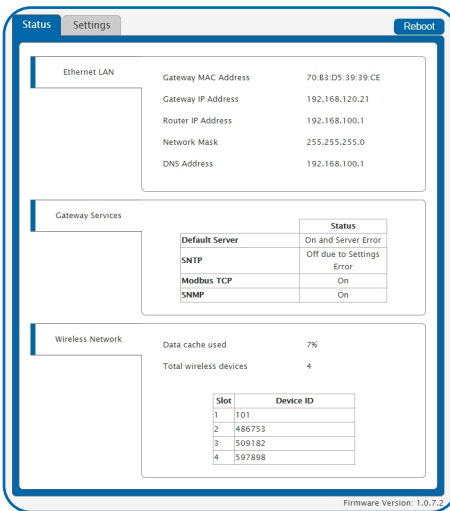 Status Settings Reboot
Ethernet LAN
Gateway MAC Address 70:B3:D5:39:39:CE
Gateway IP Address 192.168.120.21
Router IP Address 192.168.100.1
Network Mask 255.255.255.0
DNS Address 192.168.100.1
Gateway Services
Status
Default Server On and Server Error
SNTP Off due to Settings
Error
Modbus TCP On
SNMP On
Wireless Network
Data cache used 7%
Total wireless devices 4
Slot Device ID
1 101
2 486753
3 509182
4 597898
Firmware Version: 1.0.7.2